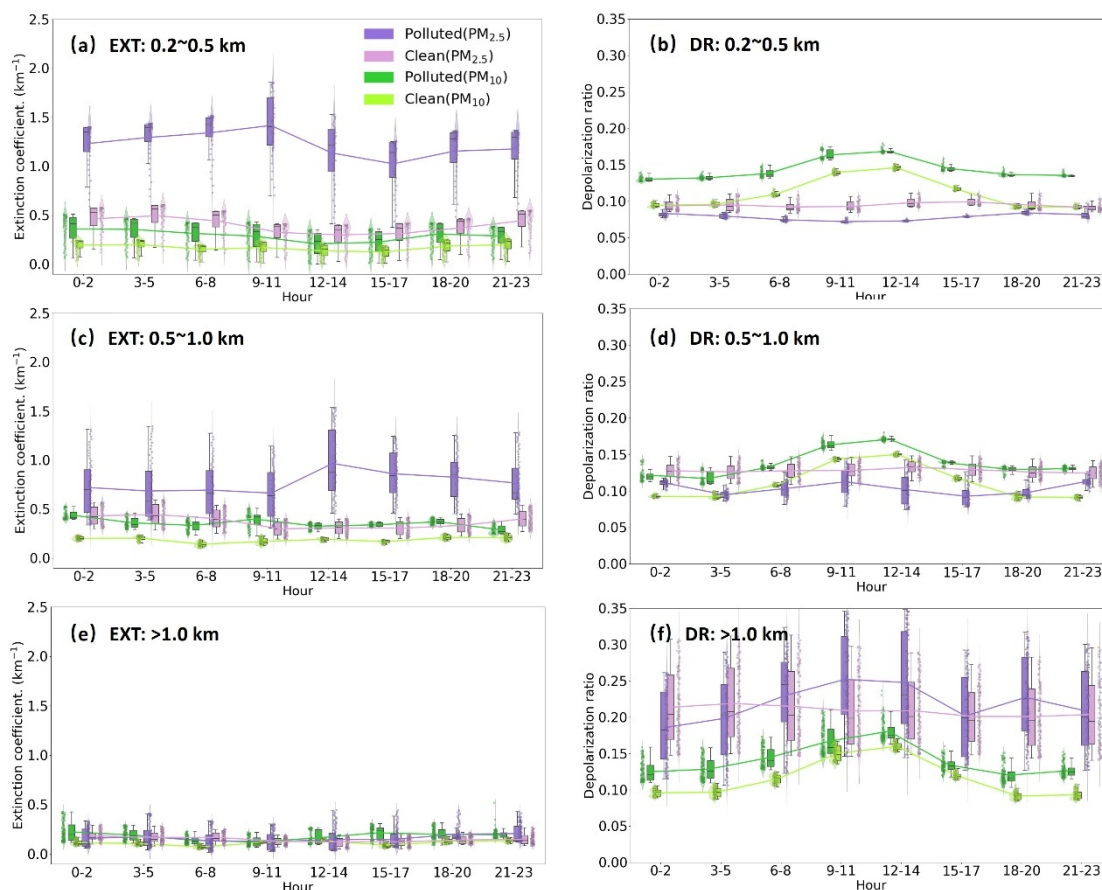 (a) EXT: 0.2~0.5 km
Polluted(PM2.5)
Clean(PM2.5)
Polluted(PM10)
Clean(PM10)
Extinction coefficient. (km−1)
2.5
2.0
1.5
1.0
0.5
0.0
0-2 3-5 6-8 9-11 12-14 15-17 18-20 21-23
Hour
(b) DR: 0.2~0.5 km
Depolarization ratio
0.35
0.30
0.25
0.20
0.15
0.10
0.05
0.00
0-2 3-5 6-8 9-11 12-14 15-17 18-20 21-23
Hour
(c) EXT: 0.5~1.0 km
Extinction coefficient. (km−1)
2.5
2.0
1.5
1.0
0.5
0.0
0-2 3-5 6-8 9-11 12-14 15-17 18-20 21-23
Hour
(d) DR: 0.5~1.0 km
Depolarization ratio
0.35
0.30
0.25
0.20
0.15
0.10
0.05
0.00
0-2 3-5 6-8 9-11 12-14 15-17 18-20 21-23
Hour
(e) EXT: >1.0 km
Extinction coefficient. (km−1)
2.5
2.0
1.5
1.0
0.5
0.0
0-2 3-5 6-8 9-11 12-14 15-17 18-20 21-23
Hour
(f) DR: >1.0 km
Depolarization ratio
0.35
0.30
0.25
0.20
0.15
0.10
0.05
0.00
0-2 3-5 6-8 9-11 12-14 15-17 18-20 21-23
Hour